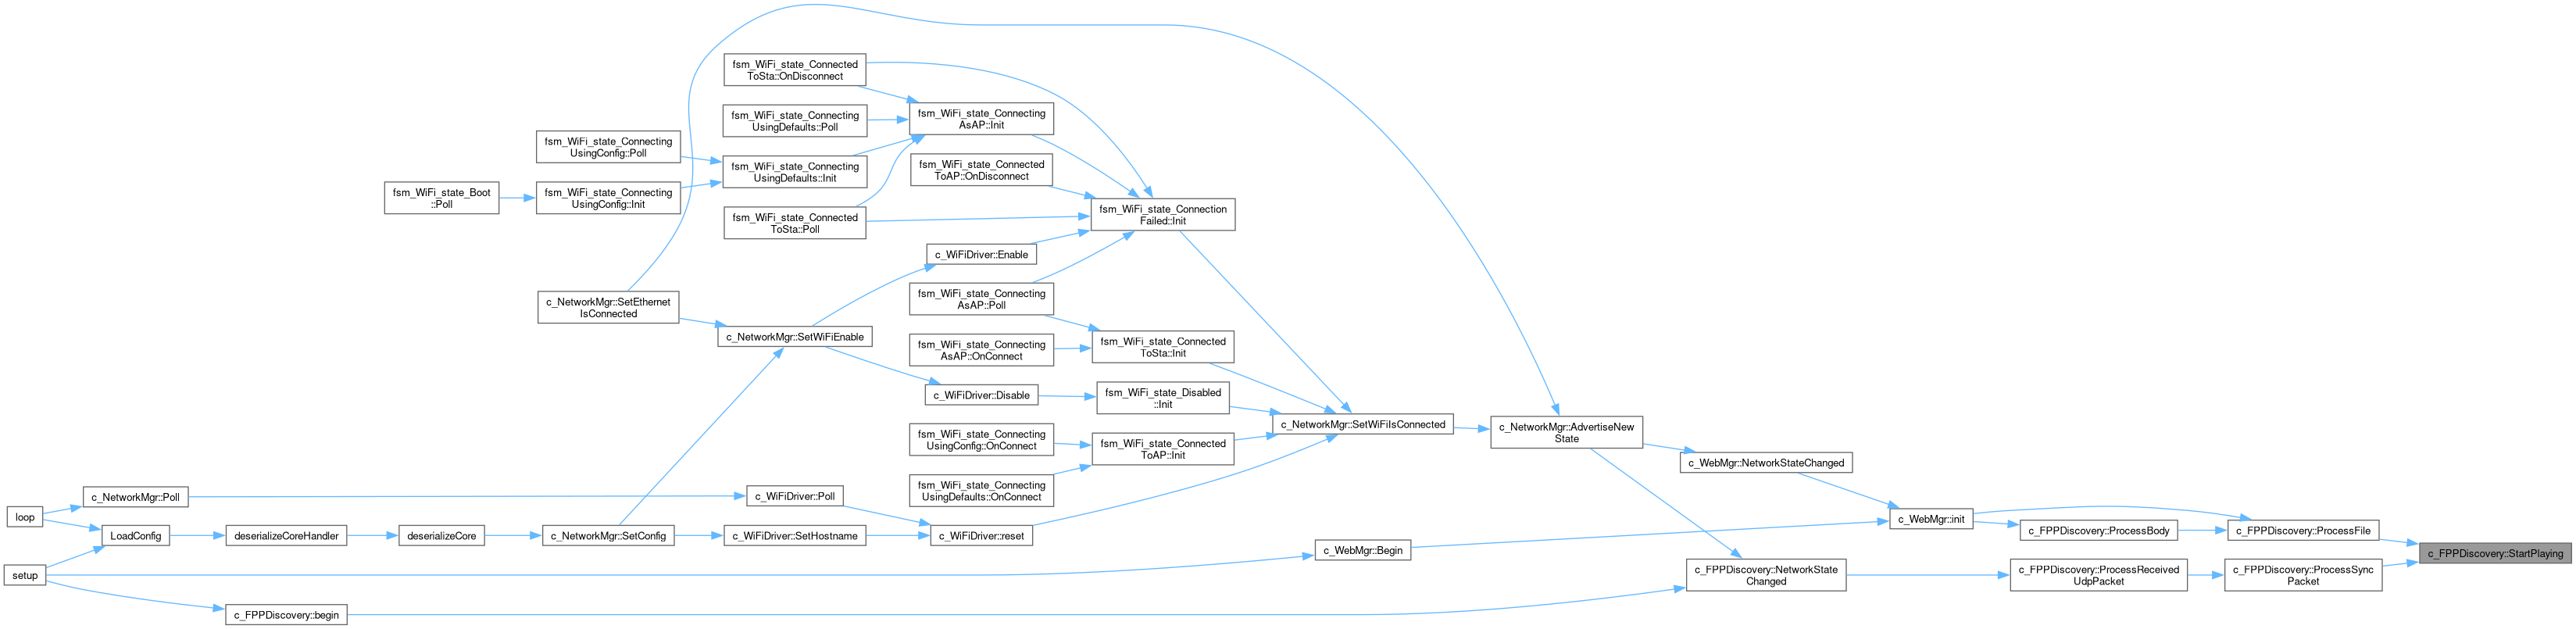 fsm_WiFi_state_Connected
ToSta::OnDisconnect
fsm_WiFi_state_Connecting
UsingDefaults::Poll
fsm_WiFi_state_Connecting
AsAP::Init
fsm_WiFi_state_Connecting
UsingConfig::Poll
fsm_WiFi_state_Connecting
UsingDefaults::Init
fsm_WiFi_state_Connected
ToAP::OnDisconnect
fsm_WiFi_state_Boot
::Poll
fsm_WiFi_state_Connecting
UsingConfig::Init
fsm_WiFi_state_Connected
ToSta::Poll
fsm_WiFi_state_Connection
Failed::Init
c_WiFiDriver::Enable
c_NetworkMgr::SetEthernet
IsConnected
fsm_WiFi_state_Connecting
AsAP::Poll
c_NetworkMgr::SetWiFiEnable
fsm_WiFi_state_Connecting
AsAP::OnConnect
fsm_WiFi_state_Connected
ToSta::Init
c_WiFiDriver::Disable
fsm_WiFi_state_Disabled
::Init
c_NetworkMgr::SetWiFiIsConnected
c_NetworkMgr::AdvertiseNew
State
fsm_WiFi_state_Connecting
UsingConfig::OnConnect
fsm_WiFi_state_Connected
ToAP::Init
c_WebMgr::NetworkStateChanged
fsm_WiFi_state_Connecting
UsingDefaults::OnConnect
c_NetworkMgr::Poll
c_WiFiDriver::Poll
loop
LoadConfig
deserializeCoreHandler
deserializeCore
c_NetworkMgr::SetConfig
c_WiFiDriver::SetHostname
c_WiFiDriver::reset
c_WebMgr::init
c_FPPDiscovery::ProcessBody
c_FPPDiscovery::ProcessFile
c_WebMgr::Begin
c_FPPDiscovery::StartPlaying
setup
c_FPPDiscovery::NetworkState
Changed
c_FPPDiscovery::ProcessReceived
UdpPacket
c_FPPDiscovery::ProcessSync
Packet
c_FPPDiscovery::begin